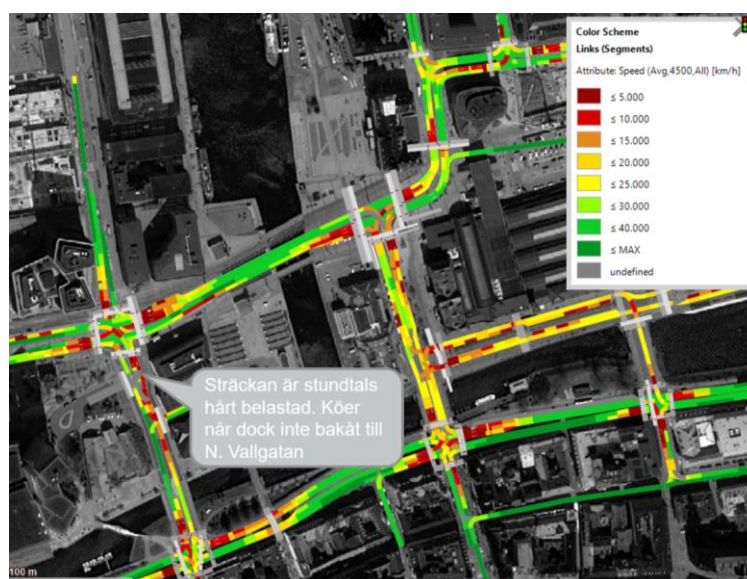 Color Scheme
Links (Segments)
Attribute: Speed (Avg,4500,All) [km/h]
≤ 5.000
≤ 10.000
≤ 15.000
≤ 20.000
≤ 25.000
≤ 30.000
≤ 40.000
≤ MAX
undefined
Sträckan är stundtals
hårt belastad. Köer
når dock inte bakåt till
N. Vallgatan
100 m